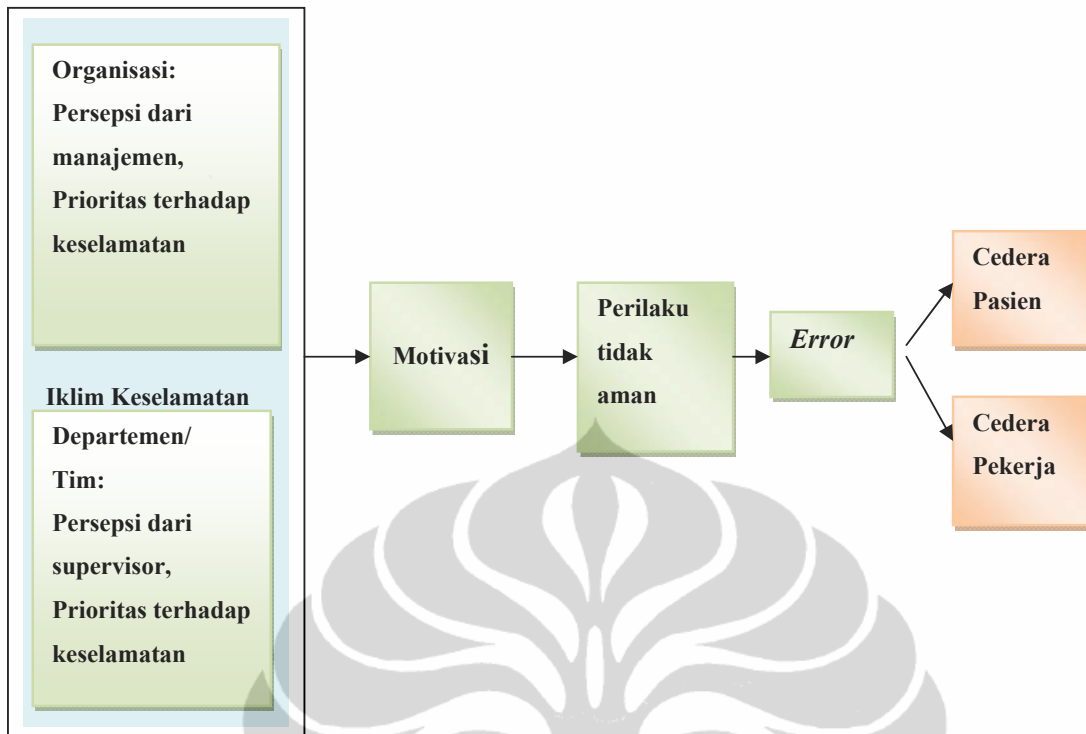 Organisasi:
Persepsi dari
manajemen,
Prioritas terhadap
keselamatan
Iklim Keselamatan
Departemen/
Tim:
Persepsi dari
supervisor,
Prioritas terhadap
keselamatan
Motivasi
Perilaku
tidak
aman
Error
Cedera
Pasien
Cedera
Pekerja